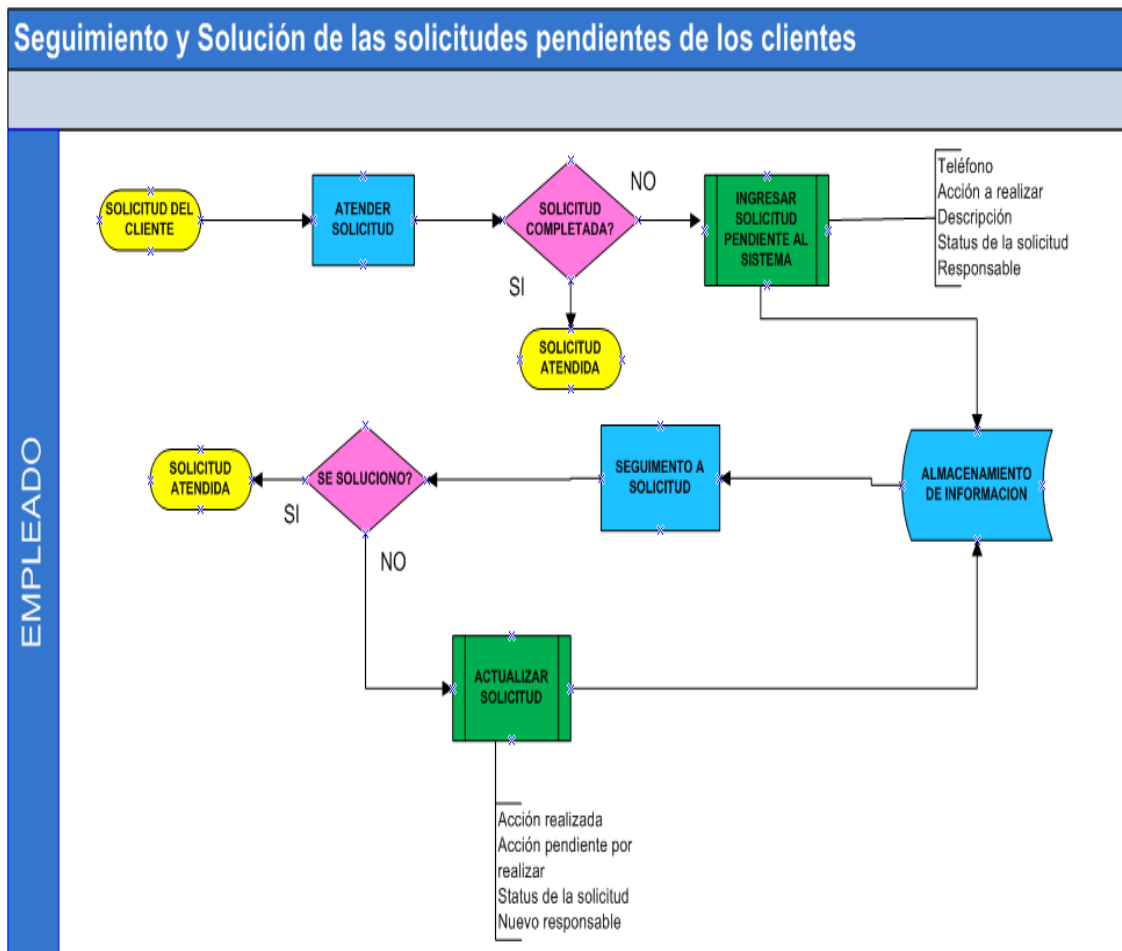 Seguimiento y Solución de las solicitudes pendientes de los clientes
EMPLEADO
SOLICITUD DEL
CLIENTE
ATENDER
SOLICITUD
SOLICITUD
COMPLETADA?
NO
SI
INGRESAR
SOLICITUD
PENDIENTE AL
SISTEMA
Teléfono
Acción a realizar
Descripción
Status de la solicitud
Responsable
SOLICITUD
ATENDIDA
ALMACENAMIENTO
DE INFORMACION
SEGUIMENTO A
SOLICITUD
SE SOLUCIONO?
SI
NO
SOLICITUD
ATENDIDA
ACTUALIZAR
SOLICITUD
Acción realizada
Acción pendiente por
realizar
Status de la solicitud
Nuevo responsable